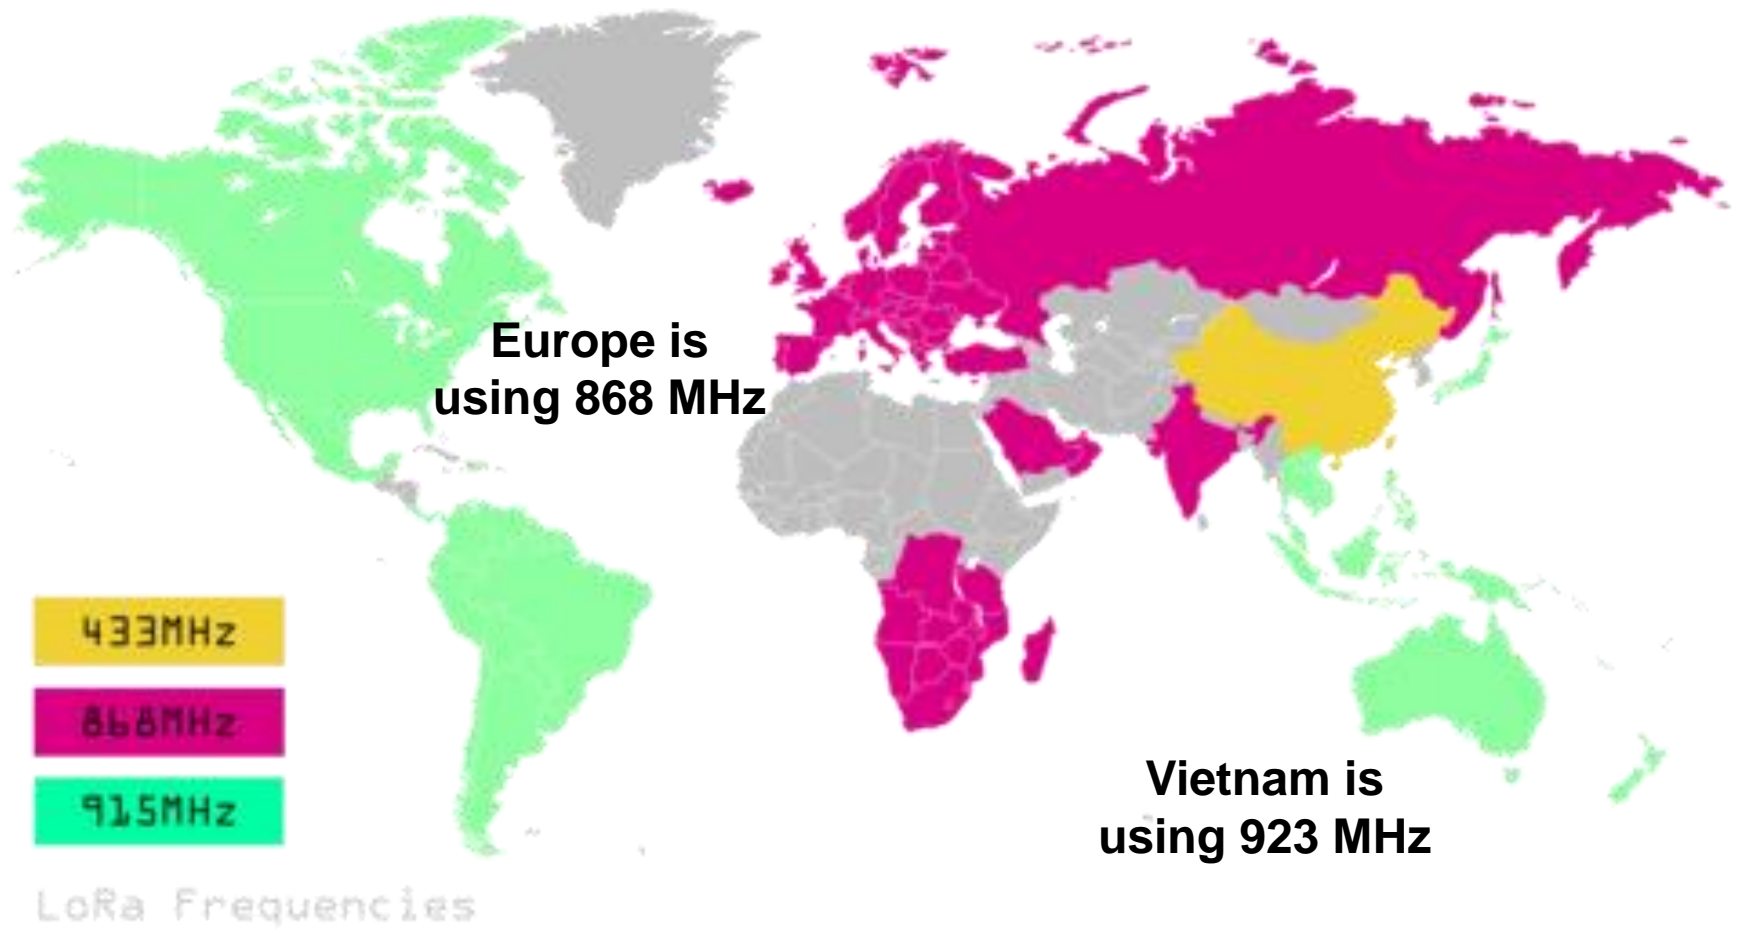 Europe is
using 868 MHz
433MHz
868MHz
915MHz
Vietnam is
using 923 MHz
LoRa Frequencies